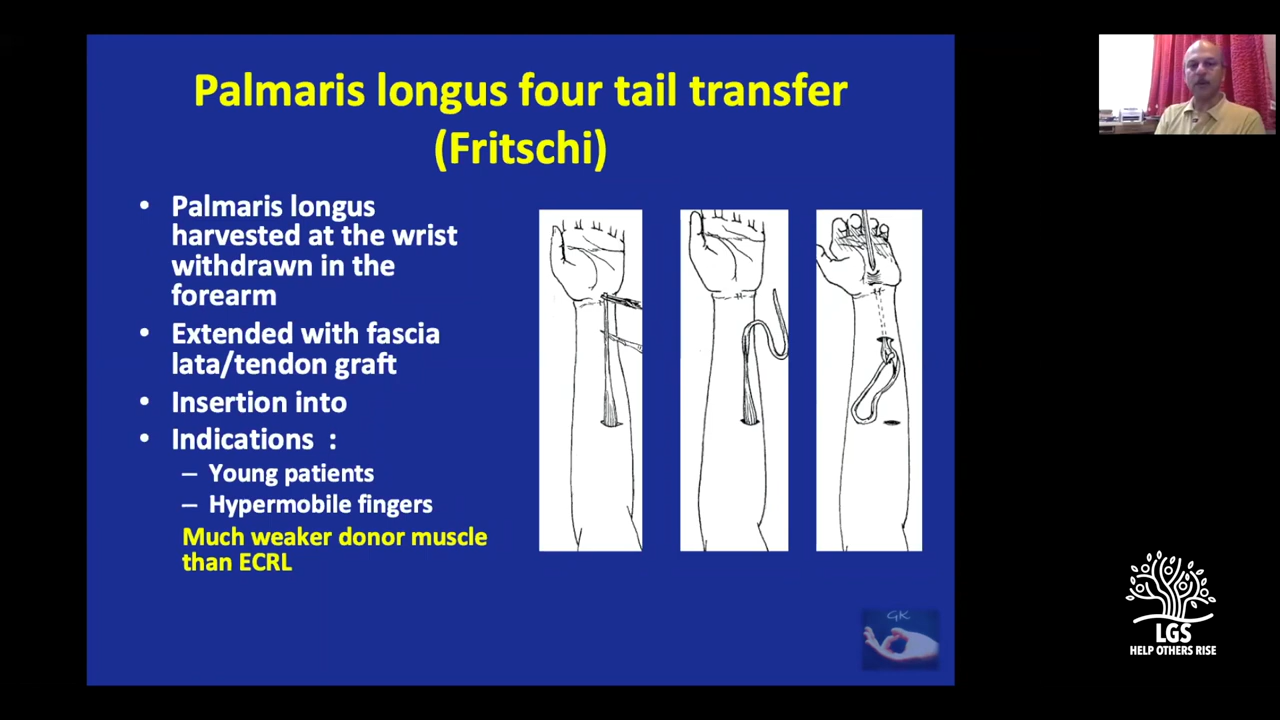 Palmaris longus four tail transfer
(Fritschi)
• Palmaris longus
harvested at the wrist
withdrawn in the
forearm
• Extended with fascia
lata/tendon graft
• Insertion into
• Indications :
– Young patients
– Hypermobile fingers
Much weaker donor muscle
than ECRL
GK
LGS
HELP OTHERS RISE